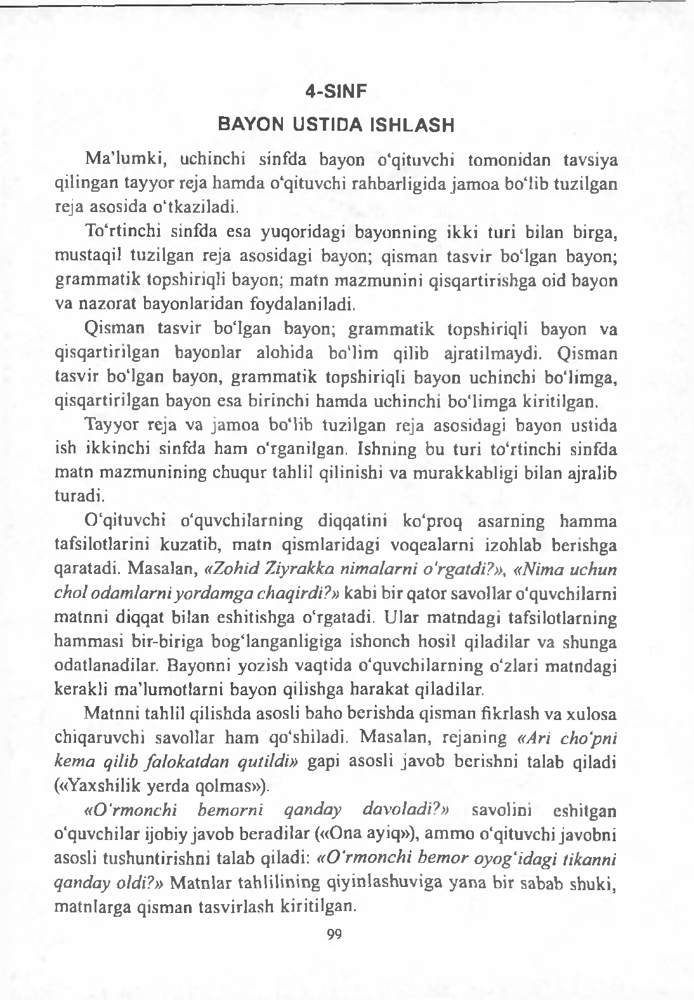 4-SINF
BAYON USTIDA ISHLASH
Ma’lumki, uchinchi sinfda bayon o‘qituvchi tomonidan tavsiya
qilingan tayyor reja hamda o‘qituvchi rahbarligida jamoa bo‘lib tuzilgan
reja asosida o‘tkaziladi.
To‘rtinchi sinfda esa yuqoridagi bayonning ikki turi bilan birga,
mustaqil tuzilgan reja asosidagi bayon; qisman tasvir bo‘lgan bayon;
grammatik topshiriqli bayon; matn mazmunini qisqartirishga oid bayon
va nazorat bayonlaridan foydalaniladi.
Qisman tasvir bo‘lgan bayon; grammatik topshiriqli bayon va
qisqartirilgan bayonlar alohida bo‘lim qilib ajratilmaydi. Qisman
tasvir bo‘lgan bayon, grammatik topshiriqli bayon uchinchi bo‘limga,
qisqartirilgan bayon esa birinchi hamda uchinchi bo‘limga kiritilgan.
Tayyor reja va jamoa bo‘lib tuzilgan reja asosidagi bayon ustida
ish ikkinchi sinfda ham o‘rganilgan. Ishning bu turi to‘rtinchi sinfda
matn mazmunining chuqur tahlil qilinishi va murakkabligi bilan ajralib
turadi.
O‘qituvchi o‘quvchilarning diqqatini ko‘proq asarning hamma
tafsilotlarini kuzatib, matn qismlaridagi voqealarni izohlab berishga
qaratadi. Masalan, «Zohid Ziyrakka nimalarni o‘rgatdi?», «Nima uchun
chol odamlarni yordamga chaqirdi?» kabi bir qator savollar o‘quvchilarni
matnni diqqat bilan eshitishga o‘rgatadi. Ular matndagi tafsilotlarning
hammasi bir-biriga bog‘langanligiga ishonch hosil qiladilar va shunga
odatlanadilar. Bayonni yozish vaqtida o‘quvchilarning o‘zlari matndagi
kerakli ma’lumotlarni bayon qilishga harakat qiladilar.
Matnni tahlil qilishda asosli baho berishda qisman fikrlash va xulosa
chiqaruvchi savollar ham qo‘shiladi. Masalan, rejaning «Ari cho‘pni
kema qilib falokatdan qutildi» gapi asosli javob berishni talab qiladi
(«Yaxshilik yerda qolmas»).
«O‘rmonchi bemorni qanday davoladi?» savolini eshitgan
o‘quvchilar ijobiy javob beradilar («Ona ayiq»), ammo o‘qituvchi javobni
asosli tushuntirishni talab qiladi: «O‘rmonchi bemor oyog‘idagi tikanni
qanday oldi?» Matnlar tahlilining qiyinlashuviga yana bir sabab shuki,
matnlarga qisman tasvirlash kiritilgan.
99